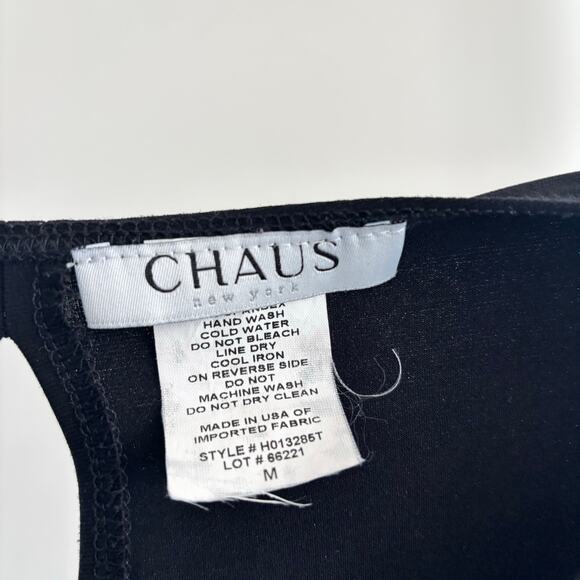 CHAUS
new york
SPANDEX
HAND WASH
COLD WATER
DO NOT BLEACH
LINE DRY
COOL IRON
ON REVERSE SIDE
DO NOT
MACHINE WASH
DO NOT DRY CLEAN
MADE IN USA OF
IMPORTED FABRIC
STYLE # H013285T
LOT # 66221
M